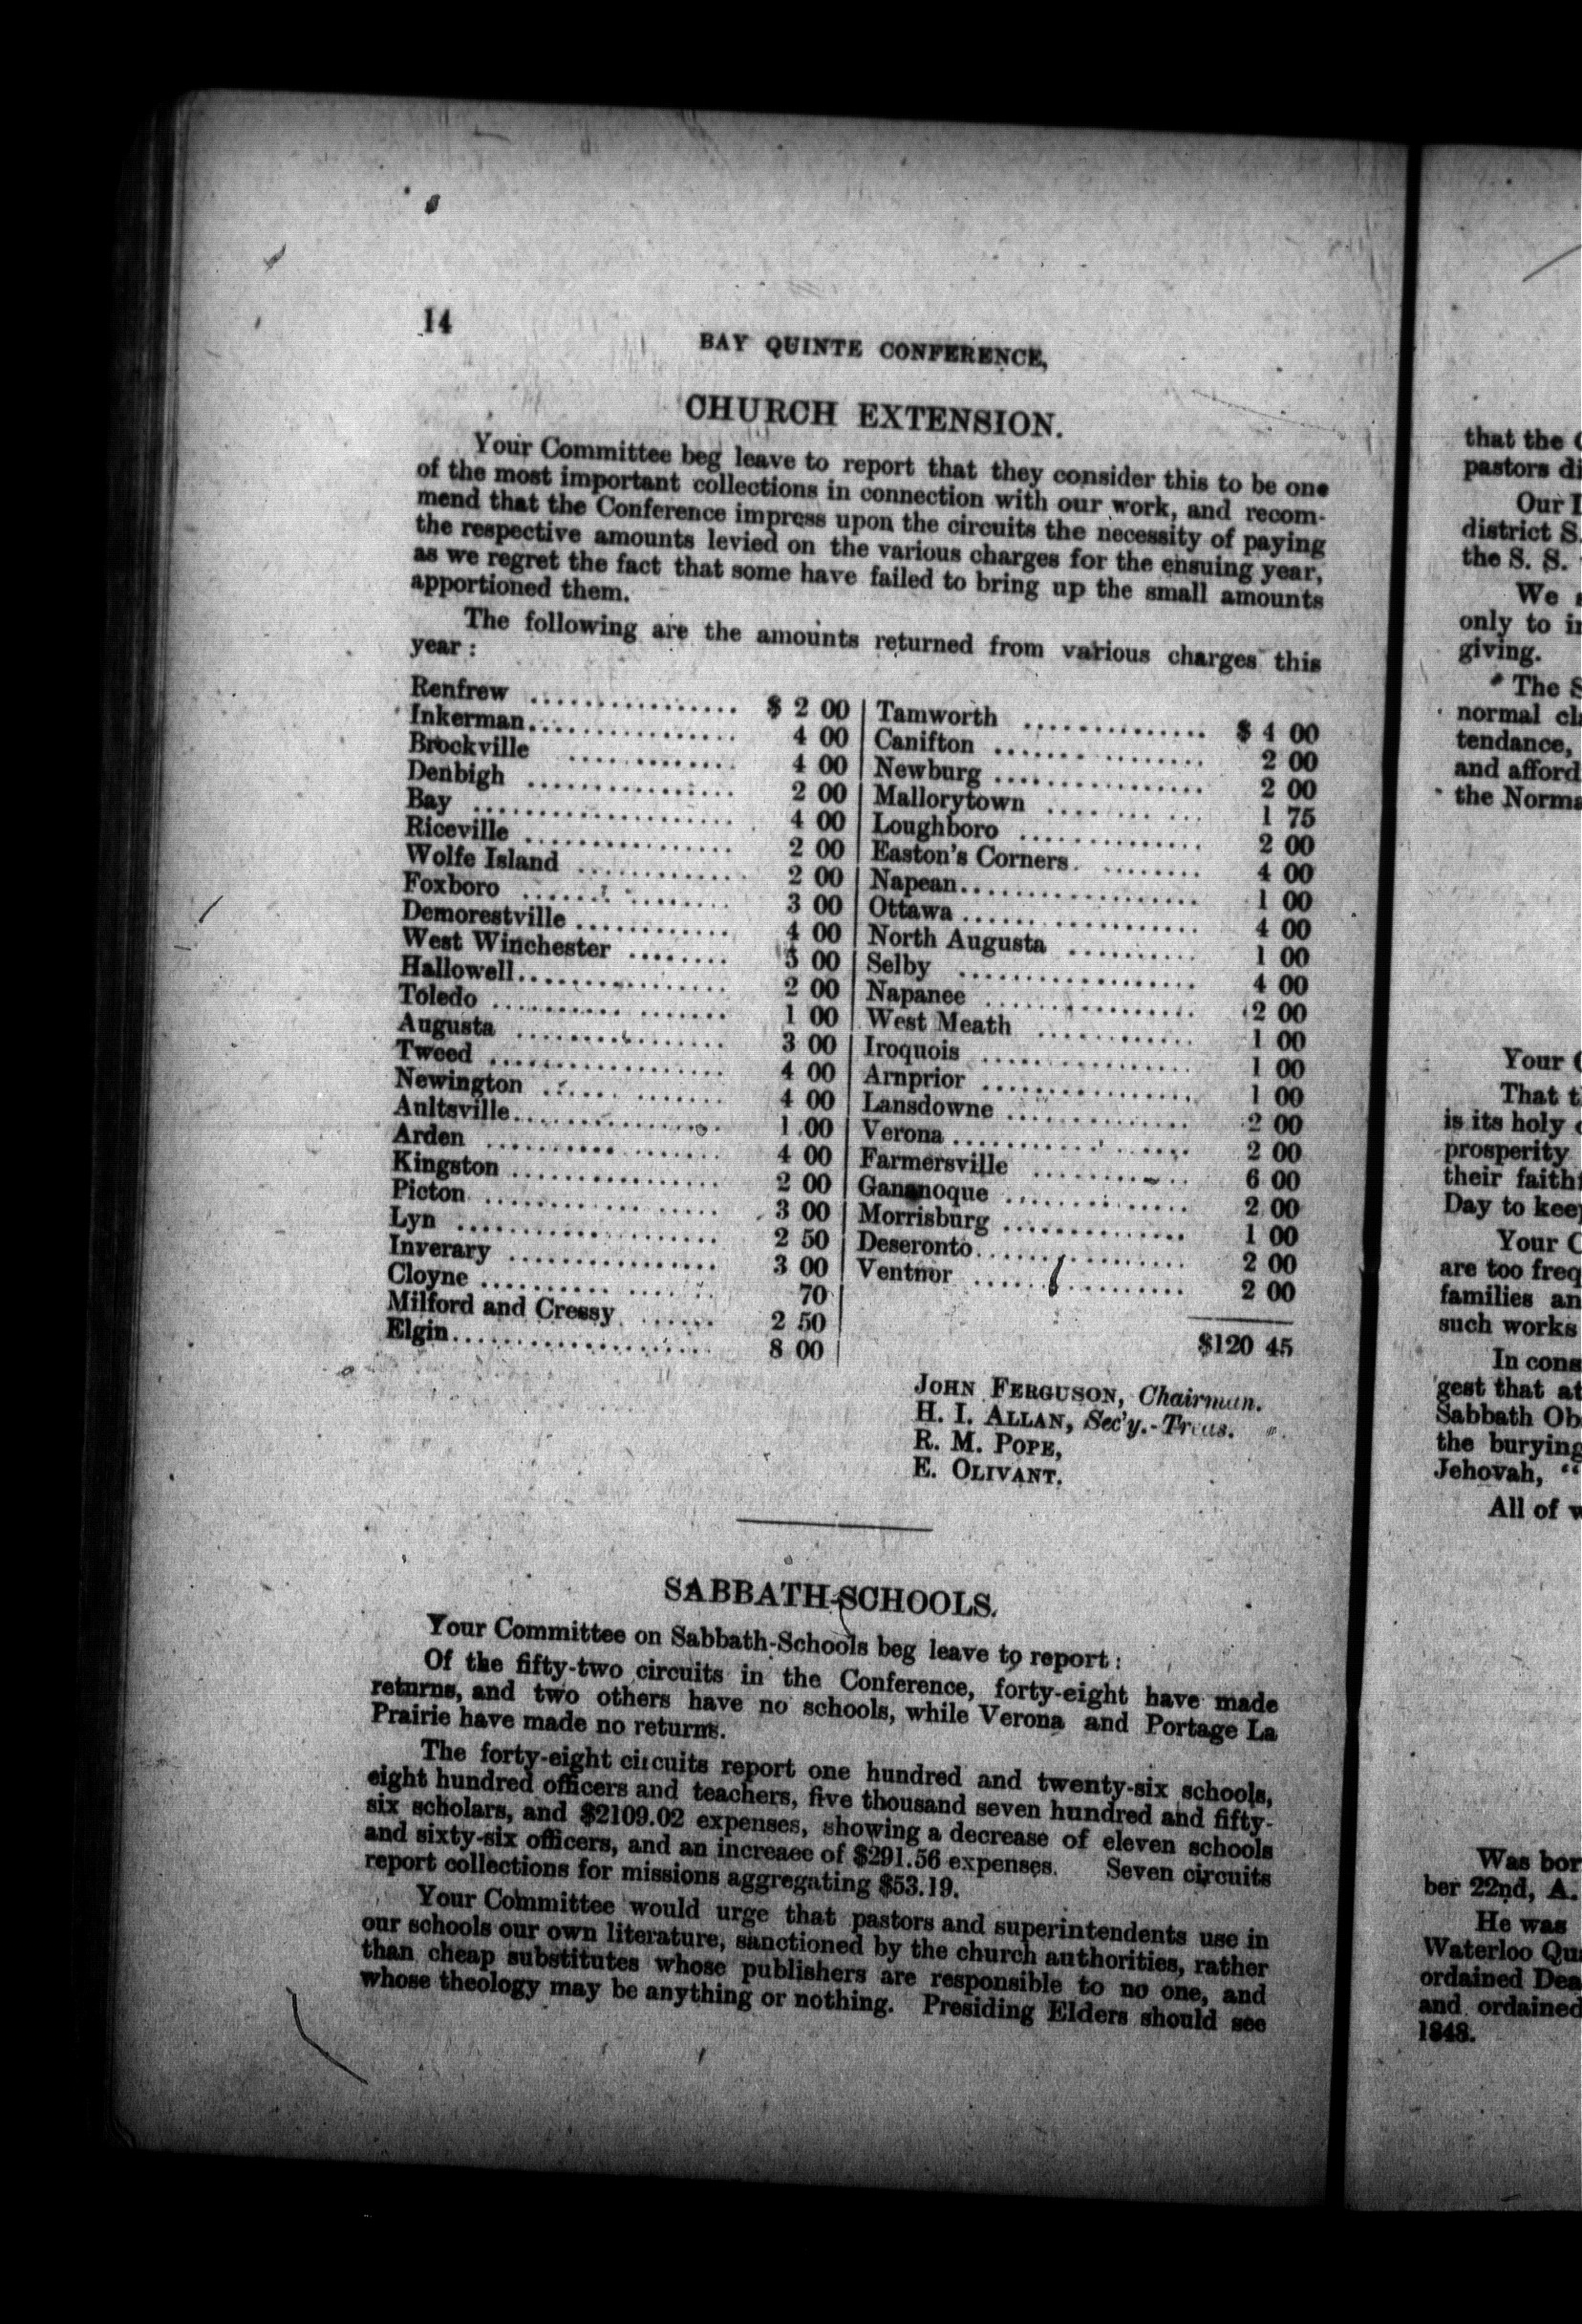 14
BAY QUINTE CONFERENCE,
CHURCH EXTENSION.
Your Committee beg leave to report that they consider this to be one
of the most important collections in connection with our work, and recom-
mend that the Conference impress upon the circuits the necessity of paying
the respective amounts levied on the various charges for the ensuing year,
as we regret the fact that some have failed to bring up the small amounts
apportioned them.
The following are the amounts returned from various charges this
year :
Renfrew ................ $ 2 00
Inkerman................ 4 00
Brockville ............ 4 00
Denbigh ................ 2 00
Bay .................... 4 00
Riceville ................ 2 00
Wolfe Island ............. 2 00
Foxboro ................ 3 00
Demorestville ............ 4 00
West Winchester ........ 5 00
Hallowell................ 2 00
Toledo .................. 1 00
Augusta ................ 3 00
Tweed .................. 4 00
Newington .............. 4 00
Aultsville................ 1 00
Arden .................. 4 00
Kingston ................ 2 00
Picton .................. 3 00
Lyn .................... 2 50
Inverary ................ 3 00
Cloyne .................. 70
Milford and Cressy ....... 2 50
Elgin.................... 8 00
Tamworth .............. $ 4 00
Canifton ................ 2 00
Newburg ................ 2 00
Mallorytown ............ 1 75
Loughboro .............. 2 00
Easton's Corners. ........ 4 00
Napean.................. 1 00
Ottawa .................. 4 00
North Augusta .......... 1 00
Selby .................. 4 00
Napanee ................ 2 00
West Meath ............ 1 00
Iroquois ................ 1 00
Arnprior ................ 1 00
Lansdowne .............. 2 00
Verona .................. 2 00
Farmersville ............ 6 00
Gananoque .............. 2 00
Morrisburg .............. 1 00
Deseronto................ 2 00
Ventnor ................ 2 00
$120 45
JOHN FERGUSON, Chairman.
H. I. ALLAN, Sec'y.-Treas.
R. M. POPE,
E. OLIVANT.
SABBATH-SCHOOLS.
Your Committee on Sabbath-Schools beg leave to report :
Of the fifty-two circuits in the Conference, forty-eight have made
returns, and two others have no schools, while Verona and Portage La
Prairie have made no returns.
The forty-eight circuits report one hundred and twenty-six schools,
eight hundred officers and teachers, five thousand seven hundred and fifty-
six scholars, and $2109.02 expenses, showing a decrease of eleven schools
and sixty-six officers, and an increaee of $291.56 expenses. Seven circuits
report collections for missions aggregating $53.19.
Your Committee would urge that pastors and superintendents use in
our schools our own literature, sanctioned by the church authorities, rather
than cheap substitutes whose publishers are responsible to no one, and
whose theology may be anything or nothing. Presiding Elders should see
that the
pastors di
Our
district S.
the S. S.
We
only to
giving.
The S
normal cl
tendance,
and afford
the Norma
Your
That t
is its holy
prosperity
their faith
Day to kee
Your C
are too freq
families an
such works
In cons
gest that at
Sabbath Ob
the burying
Jehovah, "
All of w
Was bor
ber 22nd, A.
He was
Waterloo Qu
ordained Dea
and ordained
1848.